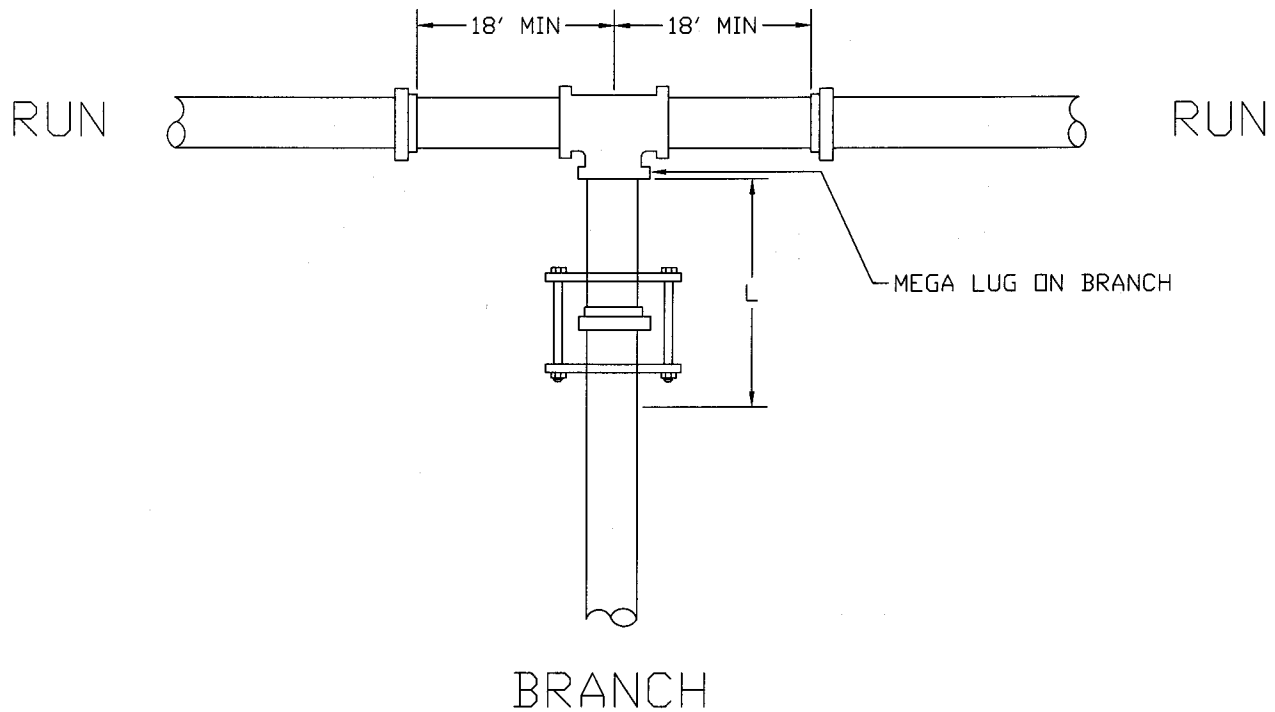 18' MIN 18' MIN
RUN RUN
MEGA LUG ON BRANCH
L
BRANCH